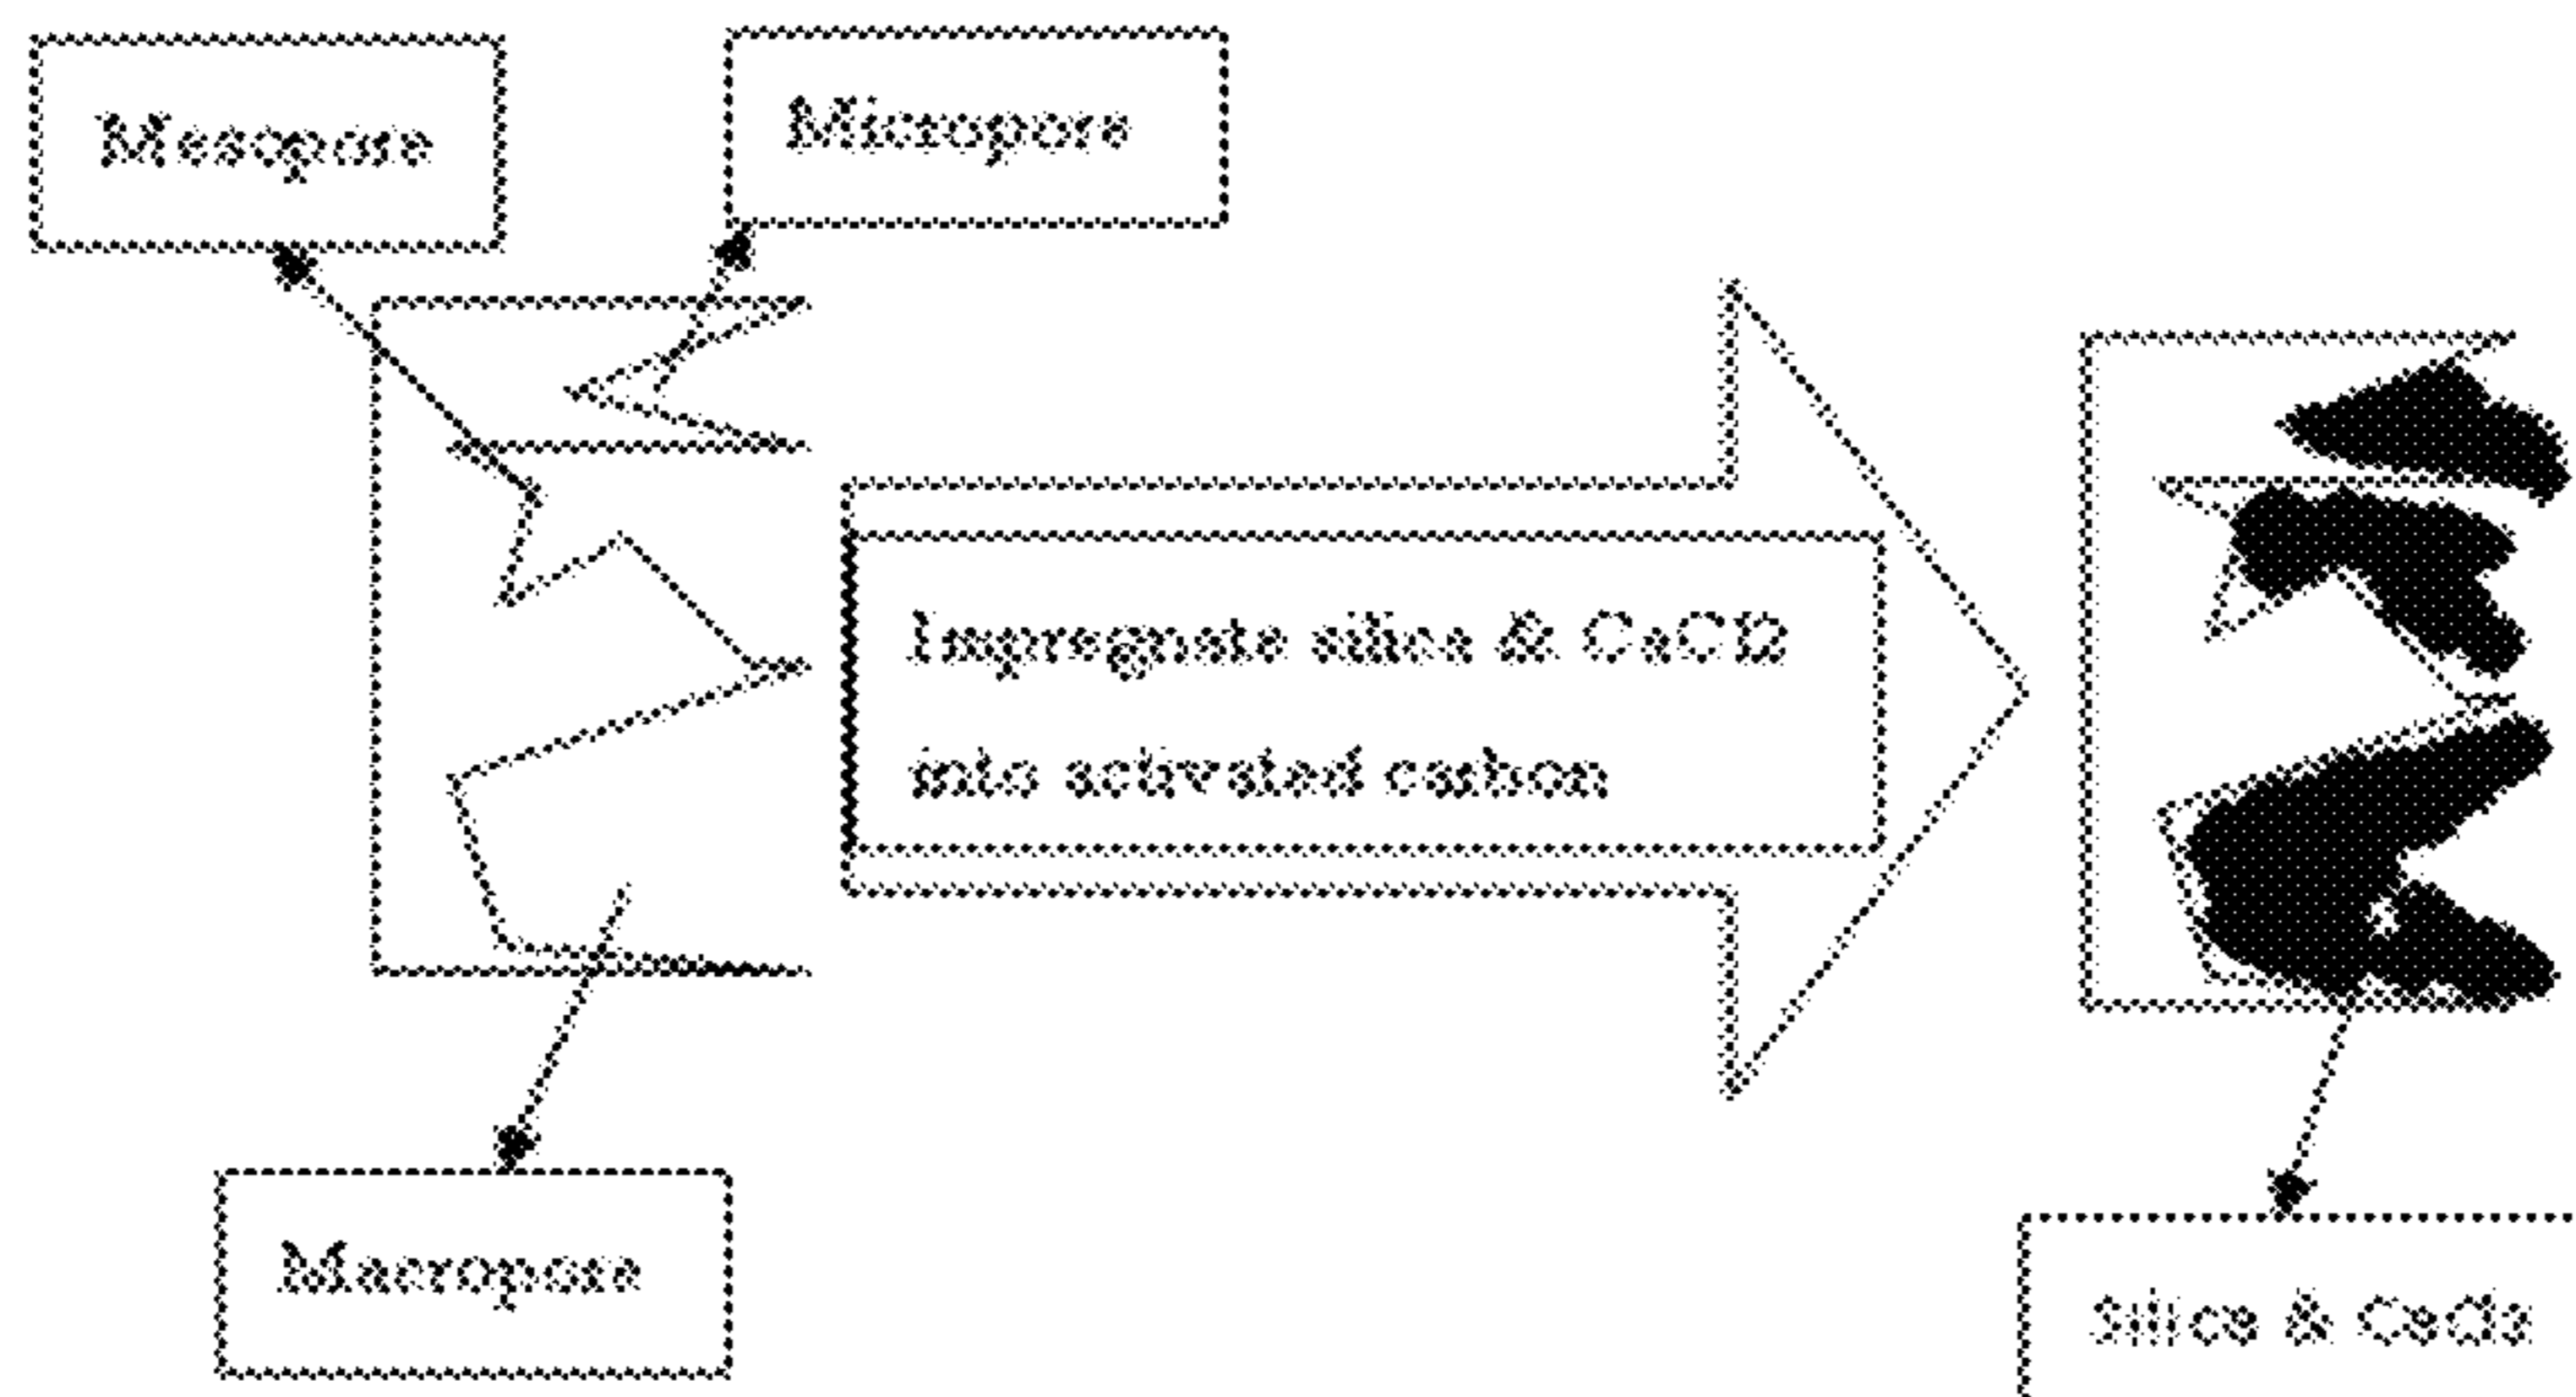 Mesopore
Micropore
Impregnate silica & CaCl2
into activated carbon
Macropore
Silica & CaCl₂